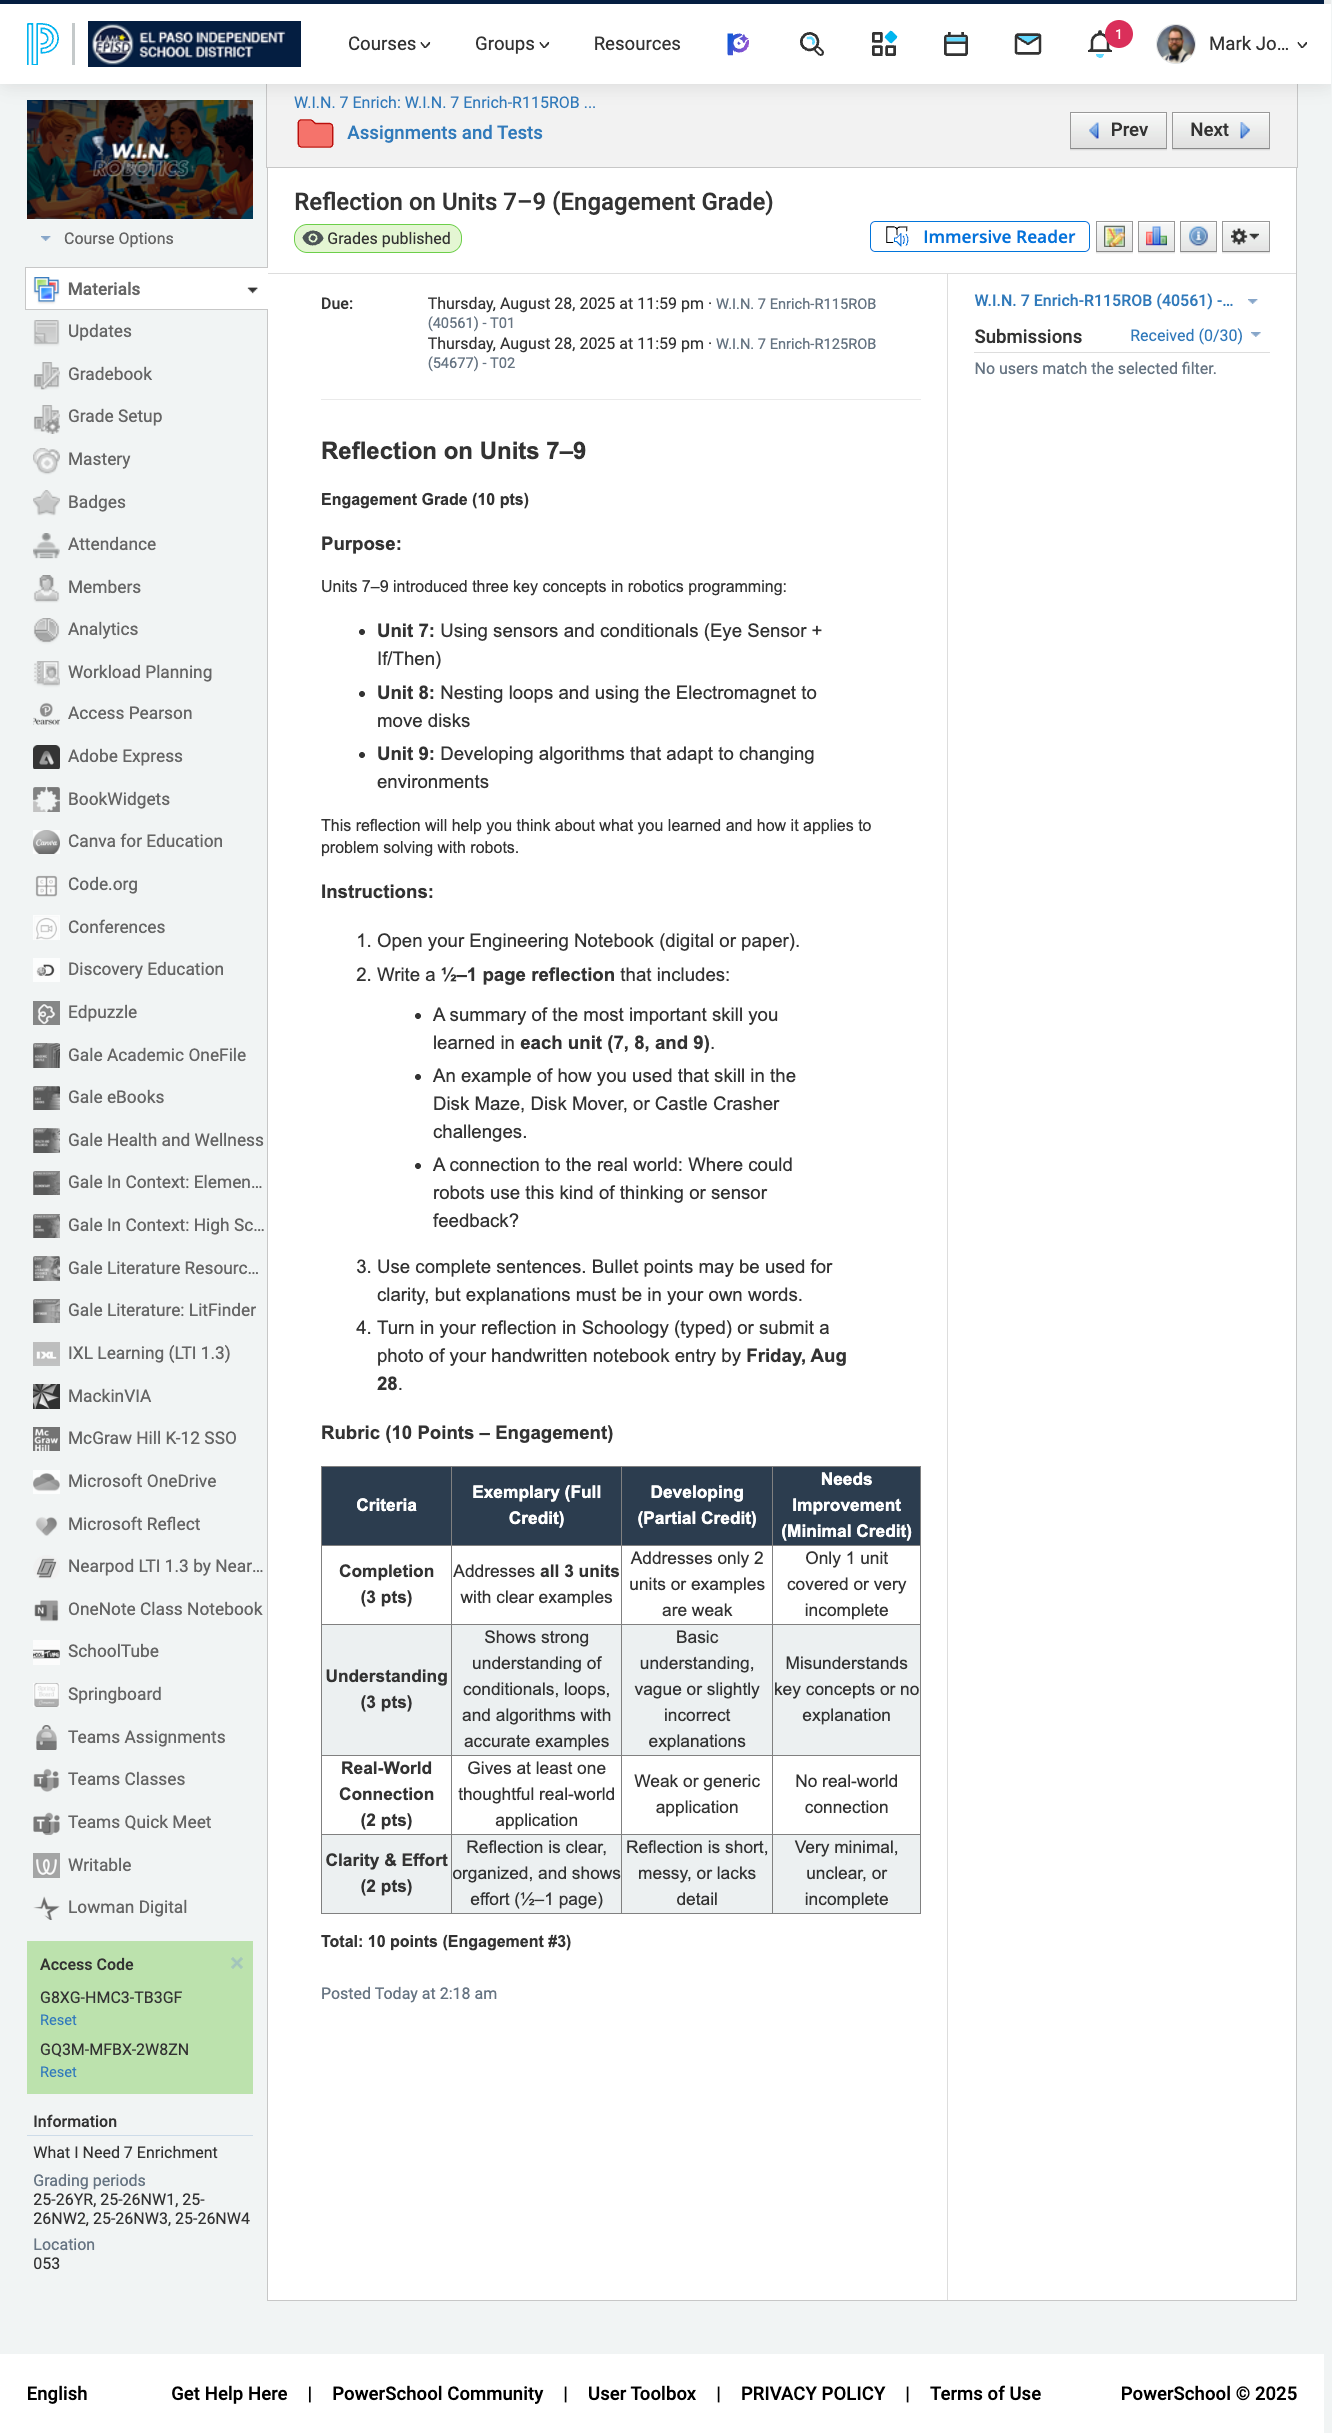 EL PASO INDEPENDENT
SCHOOL DISTRICT
Courses
Groups
Resources
1
Mark Jo...
W.I.N.
ROBOTICS
Course Options
Materials
Updates
Gradebook
Grade Setup
Mastery
Badges
Attendance
Members
Analytics
Workload Planning
Access Pearson
Adobe Express
BookWidgets
Canva for Education
Code.org
Conferences
Discovery Education
Edpuzzle
Gale Academic OneFile
Gale eBooks
Gale Health and Wellness
Gale In Context: Elemen...
Gale In Context: High Sc...
Gale Literature Resourc...
Gale Literature: LitFinder
IXL Learning (LTI 1.3)
MackinVIA
McGraw Hill K-12 SSO
Microsoft OneDrive
Microsoft Reflect
Nearpod LTI 1.3 by Near...
OneNote Class Notebook
SchoolTube
Springboard
Teams Assignments
Teams Classes
Teams Quick Meet
Writable
Lowman Digital
Access Code
G8XG-HMC3-TB3GF
Reset
GQ3M-MFBX-2W8ZN
Reset
Information
What I Need 7 Enrichment
Grading periods
25-26YR, 25-26NW1, 25-
26NW2, 25-26NW3, 25-26NW4
Location
053
W.I.N. 7 Enrich: W.I.N. 7 Enrich-R115ROB ...
Assignments and Tests
Prev
Next
Reflection on Units 7–9 (Engagement Grade)
Grades published
Immersive Reader
Due:
Thursday, August 28, 2025 at 11:59 pm · W.I.N. 7 Enrich-R115ROB
(40561) - T01
Thursday, August 28, 2025 at 11:59 pm · W.I.N. 7 Enrich-R125ROB
(54677) - T02
Reflection on Units 7–9
Engagement Grade (10 pts)
Purpose:
Units 7–9 introduced three key concepts in robotics programming:
• Unit 7: Using sensors and conditionals (Eye Sensor +
If/Then)
• Unit 8: Nesting loops and using the Electromagnet to
move disks
• Unit 9: Developing algorithms that adapt to changing
environments
This reflection will help you think about what you learned and how it applies to
problem solving with robots.
Instructions:
1. Open your Engineering Notebook (digital or paper).
2. Write a ½–1 page reflection that includes:
• A summary of the most important skill you
learned in each unit (7, 8, and 9).
• An example of how you used that skill in the
Disk Maze, Disk Mover, or Castle Crasher
challenges.
• A connection to the real world: Where could
robots use this kind of thinking or sensor
feedback?
3. Use complete sentences. Bullet points may be used for
clarity, but explanations must be in your own words.
4. Turn in your reflection in Schoology (typed) or submit a
photo of your handwritten notebook entry by Friday, Aug
28.
Rubric (10 Points – Engagement)
Criteria
Exemplary (Full
Credit)
Developing
(Partial Credit)
Needs
Improvement
(Minimal Credit)
Completion
(3 pts)
Addresses all 3 units
with clear examples
Addresses only 2
units or examples
are weak
Only 1 unit
covered or very
incomplete
Understanding
(3 pts)
Shows strong
understanding of
conditionals, loops,
and algorithms with
accurate examples
Basic
understanding,
vague or slightly
incorrect
explanations
Misunderstands
key concepts or no
explanation
Real-World
Connection
(2 pts)
Gives at least one
thoughtful real-world
application
Weak or generic
application
No real-world
connection
Clarity & Effort
(2 pts)
Reflection is clear,
organized, and shows
effort (½–1 page)
Reflection is short,
messy, or lacks
detail
Very minimal,
unclear, or
incomplete
Total: 10 points (Engagement #3)
Posted Today at 2:18 am
W.I.N. 7 Enrich-R115ROB (40561) -...
Submissions
Received (0/30)
No users match the selected filter.
English
Get Help Here | PowerSchool Community | User Toolbox | PRIVACY POLICY | Terms of Use
PowerSchool © 2025